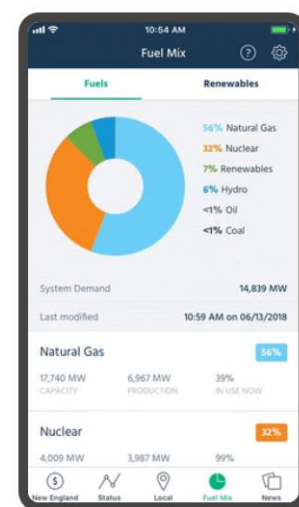 10:54 AM
Fuel Mix
?
Fuels Renewables
56% Natural Gas
32% Nuclear
7% Renewables
6% Hydro
<1% Oil
<1% Coal
System Demand 14,839 MW
Last modified 10:59 AM on 06/13/2018
Natural Gas 56%
17,740 MW 6,967 MW 39%
CAPACITY PRODUCTION IN USE NOW
Nuclear 32%
4,009 MW 3,987 MW 99%
$
New England Status Local Fuel Mix News